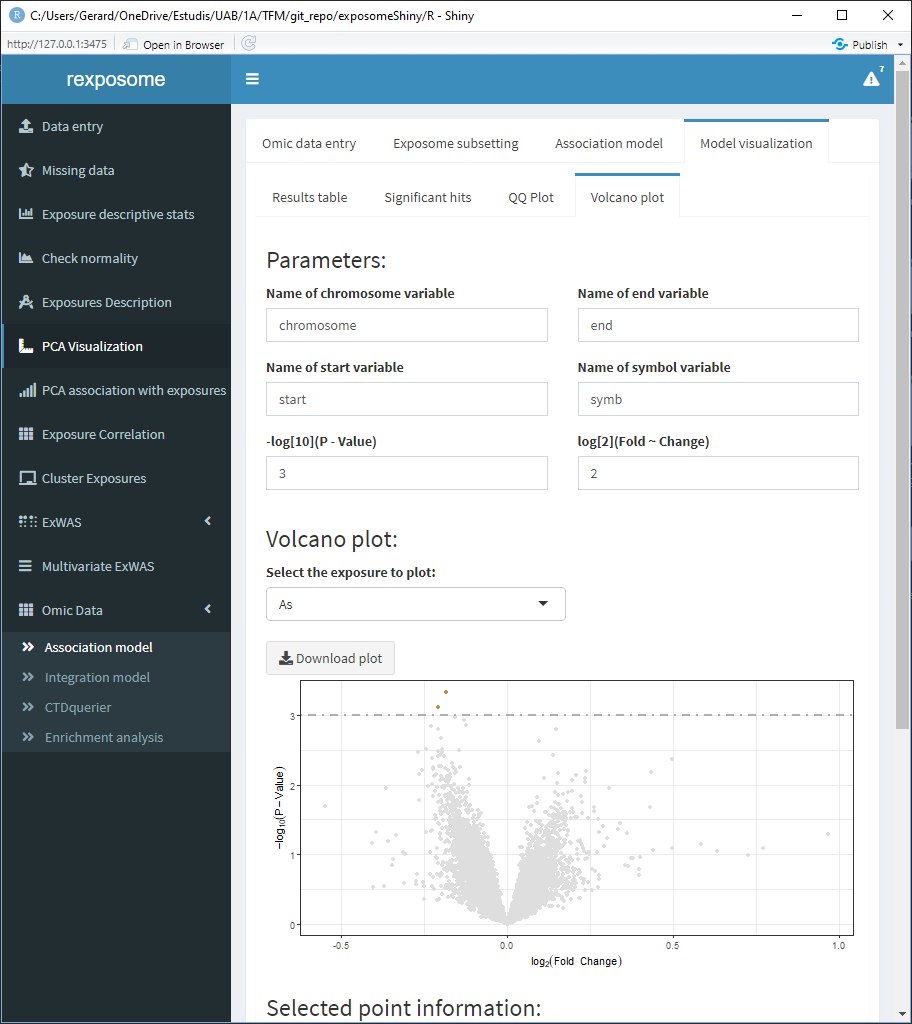 C:/Users/Gerard/OneDrive/Estudis/UAB/1A/TFM/git_repo/exposomeShiny/R - Shiny
http://127.0.0.1:3475 Open in Browser Publish
rexposome
7
Data entry
Missing data
Exposure descriptive stats
Check normality
Exposures Description
PCA Visualization
PCA association with exposures
Exposure Correlation
Cluster Exposures
ExWAS
Multivariate ExWAS
Omic Data
Association model
Integration model
CTDquerier
Enrichment analysis
Omic data entry Exposome subsetting Association model Model visualization
Results table Significant hits QQ Plot Volcano plot
Parameters:
Name of chromosome variable Name of end variable
chromosome end
Name of start variable Name of symbol variable
start symb
-log[10](P - Value) log[2](Fold ~ Change)
3 2
Volcano plot:
Select the exposure to plot:
As
Download plot
−log10(P − Value)
3
2
1
0
-0.5 0.0 0.5 1.0
log2(Fold Change)
Selected point information: